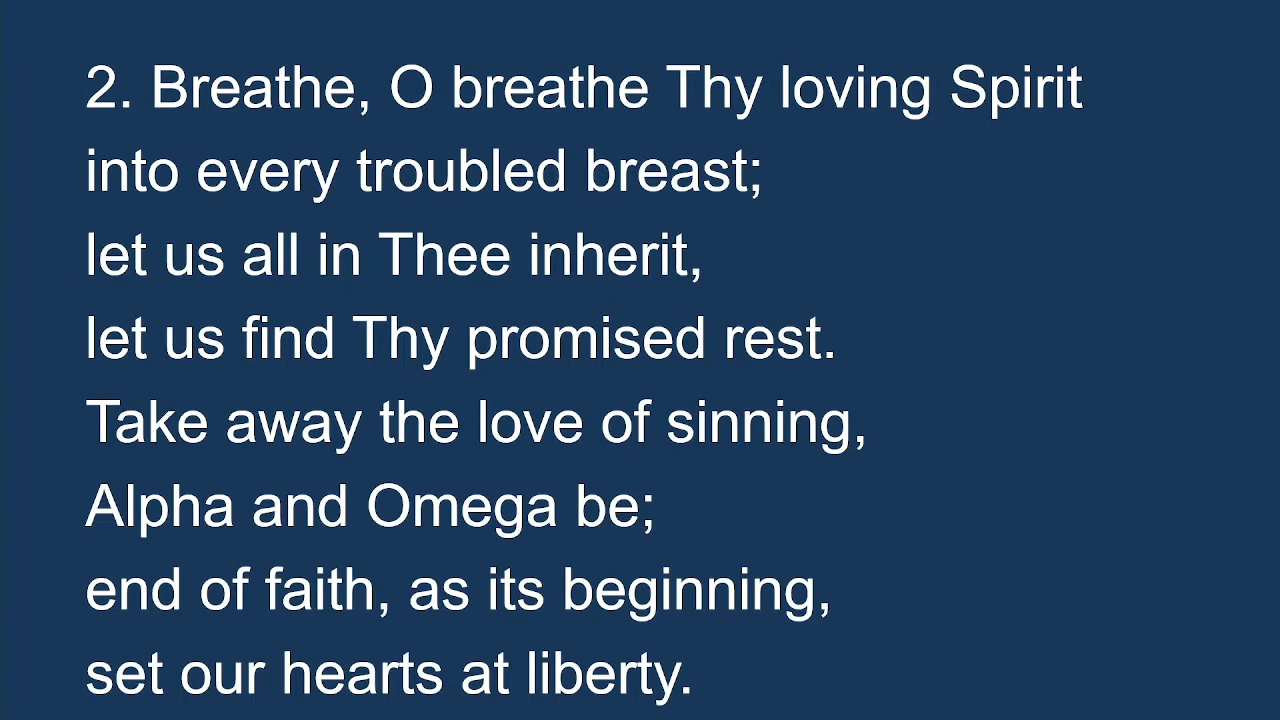 2. Breathe, O breathe Thy loving Spirit
into every troubled breast;
let us all in Thee inherit,
let us find Thy promised rest.
Take away the love of sinning,
Alpha and Omega be;
end of faith, as its beginning,
set our hearts at liberty.